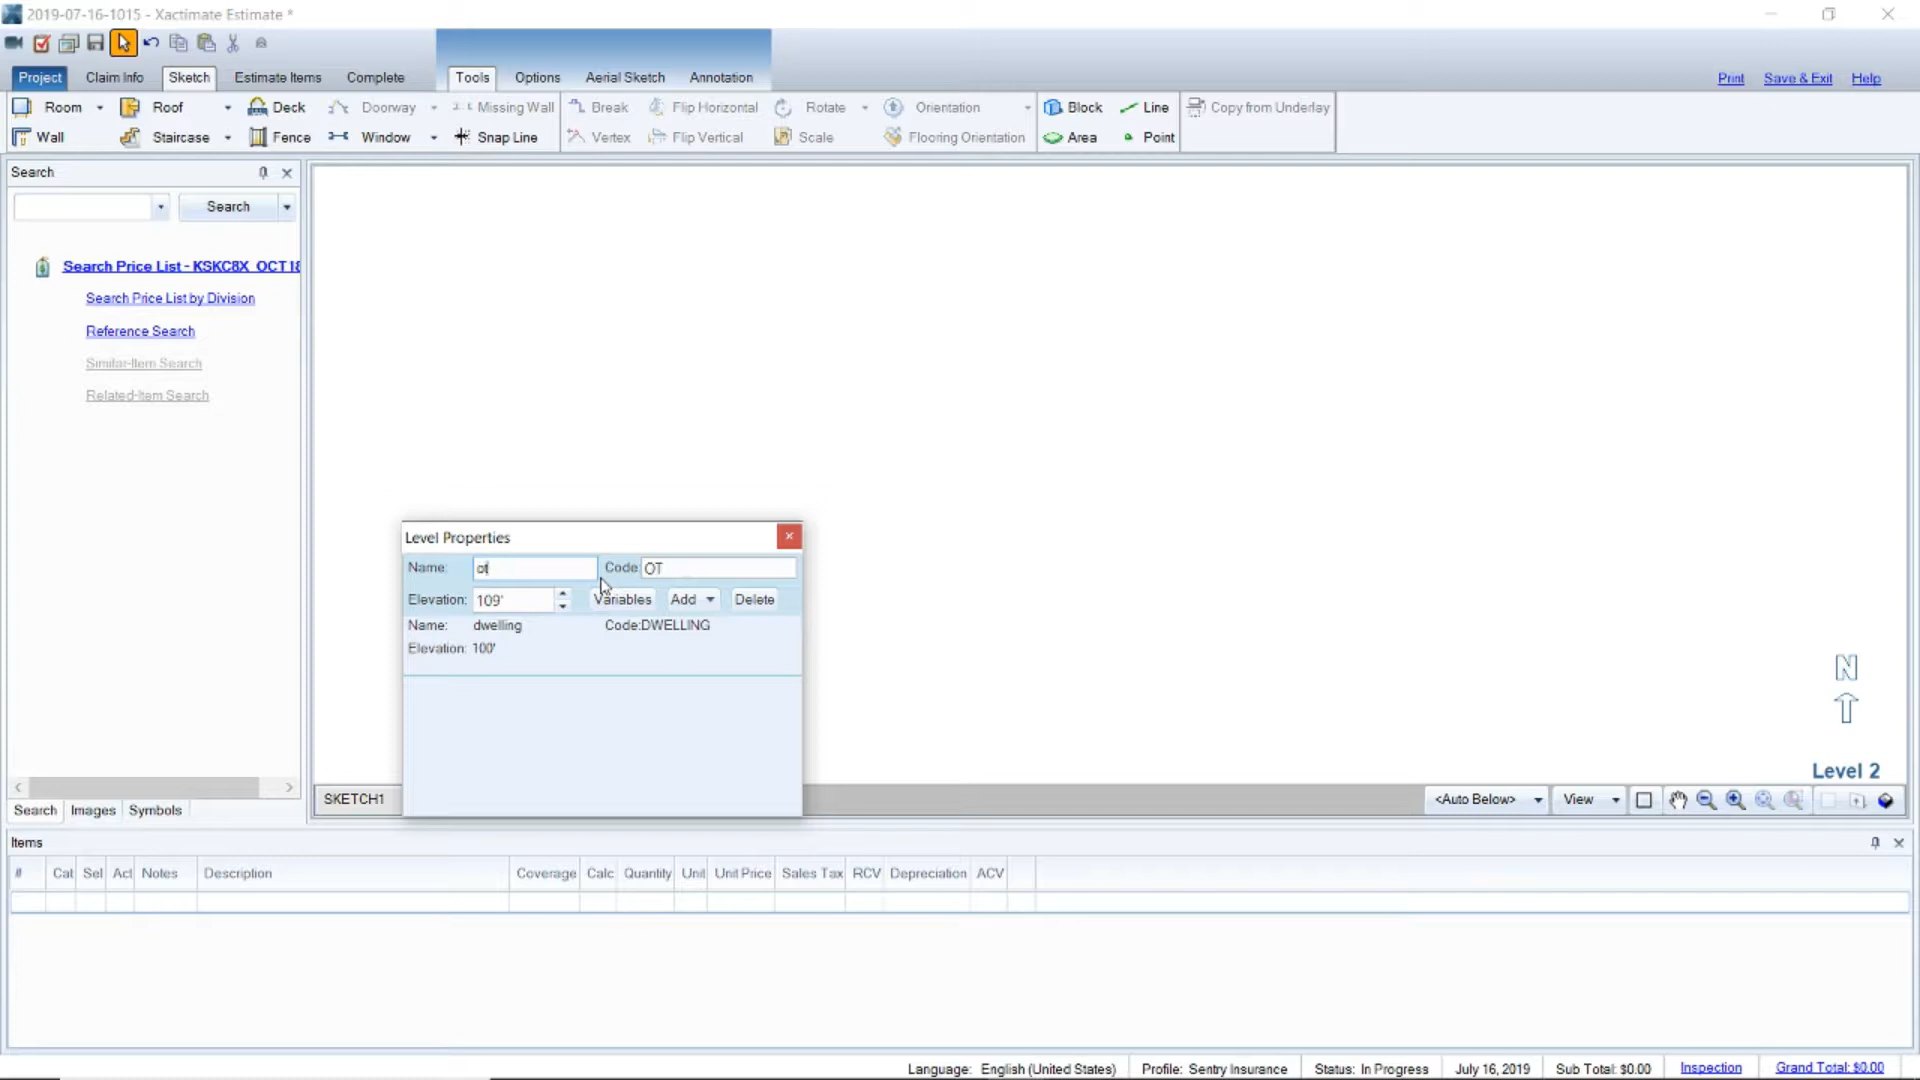 2019-07-16-1015 - Xactimate Estimate *
Project Claim Info Sketch Estimate Items Complete Tools Options Aerial Sketch Annotation Print Save & Exit Help
Room Roof Deck Doorway Missing Wall Break Flip Horizontal Rotate Orientation Block Line Copy from Underlay
Wall Staircase Fence Window Snap Line Vertex Flip Vertical Scale Flooring Orientation Area Point
Search
Search
Search Price List - KSKC8X_OCT18
Search Price List by Division
Reference Search
Similar-Item Search
Related-Item Search
Level Properties
Name: ot Code: OT
Elevation: 109' Variables Add Delete
Name: dwelling Code:DWELLING
Elevation: 100'
N
Level 2
SKETCH1 <Auto Below> View
Search Images Symbols
Items
# Cat Sel Act Notes Description Coverage Calc Quantity Unit Unit Price Sales Tax RCV Depreciation ACV
Language: English (United States) Profile: Sentry Insurance Status: In Progress July 16, 2019 Sub Total: $0.00 Inspection Grand Total: $0.00